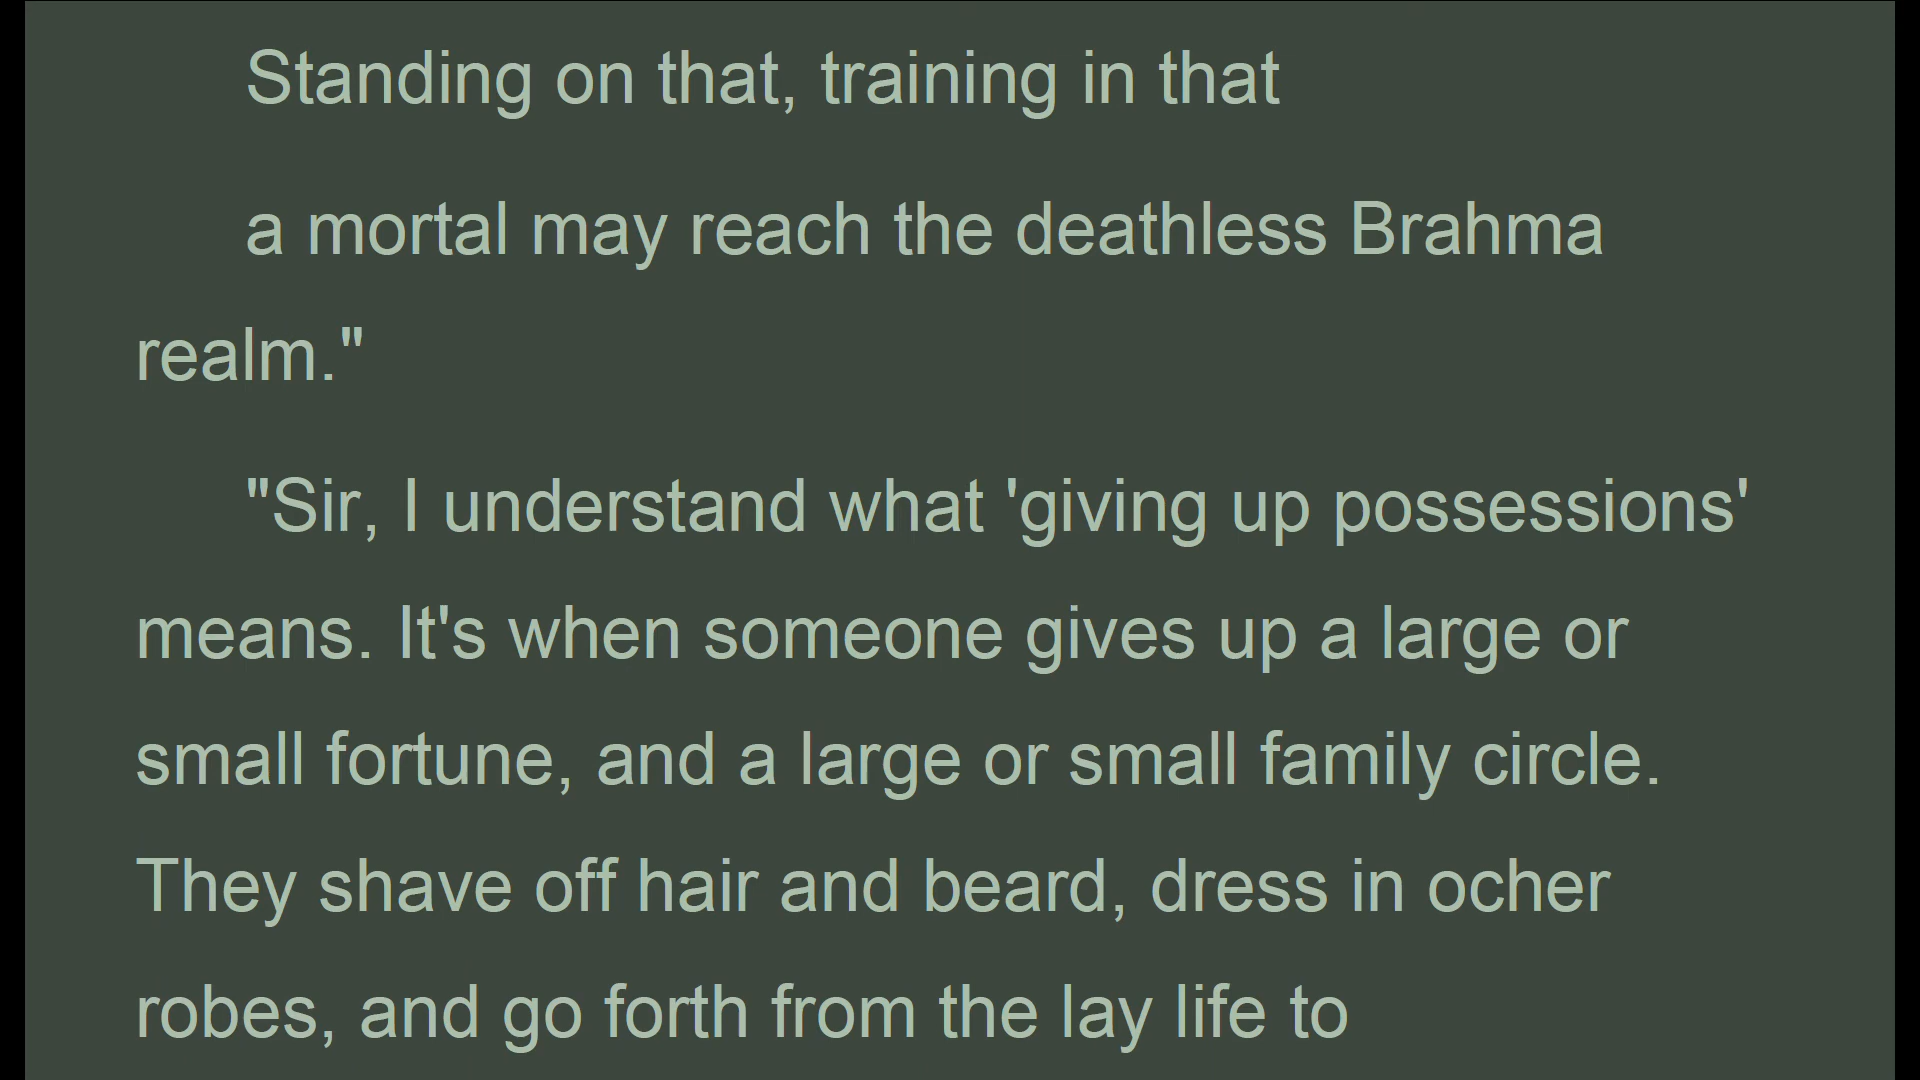 Standing on that, training in that
a mortal may reach the deathless Brahma
realm."
"Sir, I understand what 'giving up possessions'
means. It's when someone gives up a large or
small fortune, and a large or small family circle.
They shave off hair and beard, dress in ocher
robes, and go forth from the lay life to